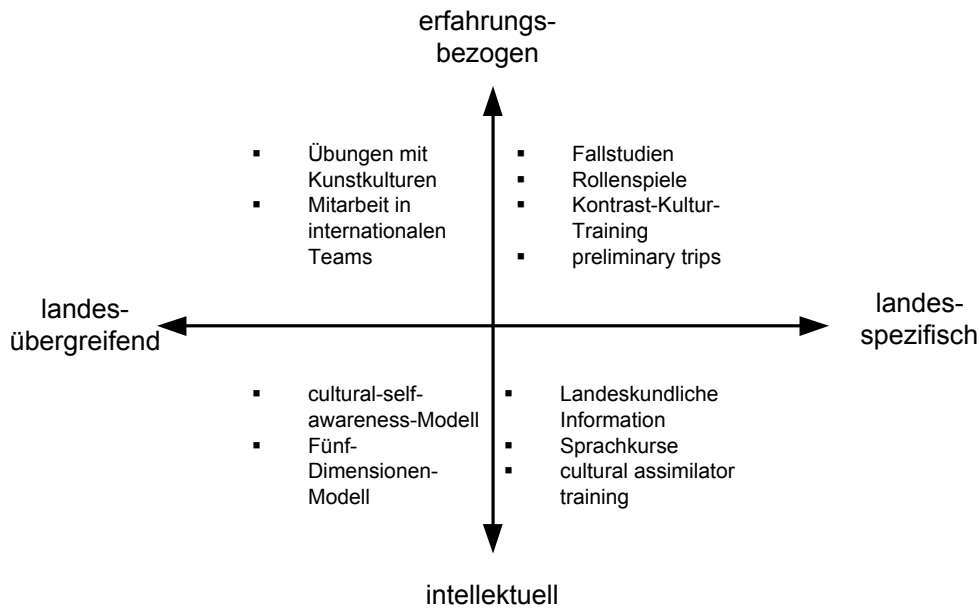 erfahrungs-
bezogen
▪ Übungen mit
Kunstkulturen
▪ Mitarbeit in
internationalen
Teams
▪ Fallstudien
▪ Rollenspiele
▪ Kontrast-Kultur-
Training
▪ preliminary trips
landes-
übergreifend
landes-
spezifisch
▪ cultural-self-
awareness-Modell
▪ Fünf-
Dimensionen-
Modell
▪ Landeskundliche
Information
▪ Sprachkurse
▪ cultural assimilator
training
intellektuell